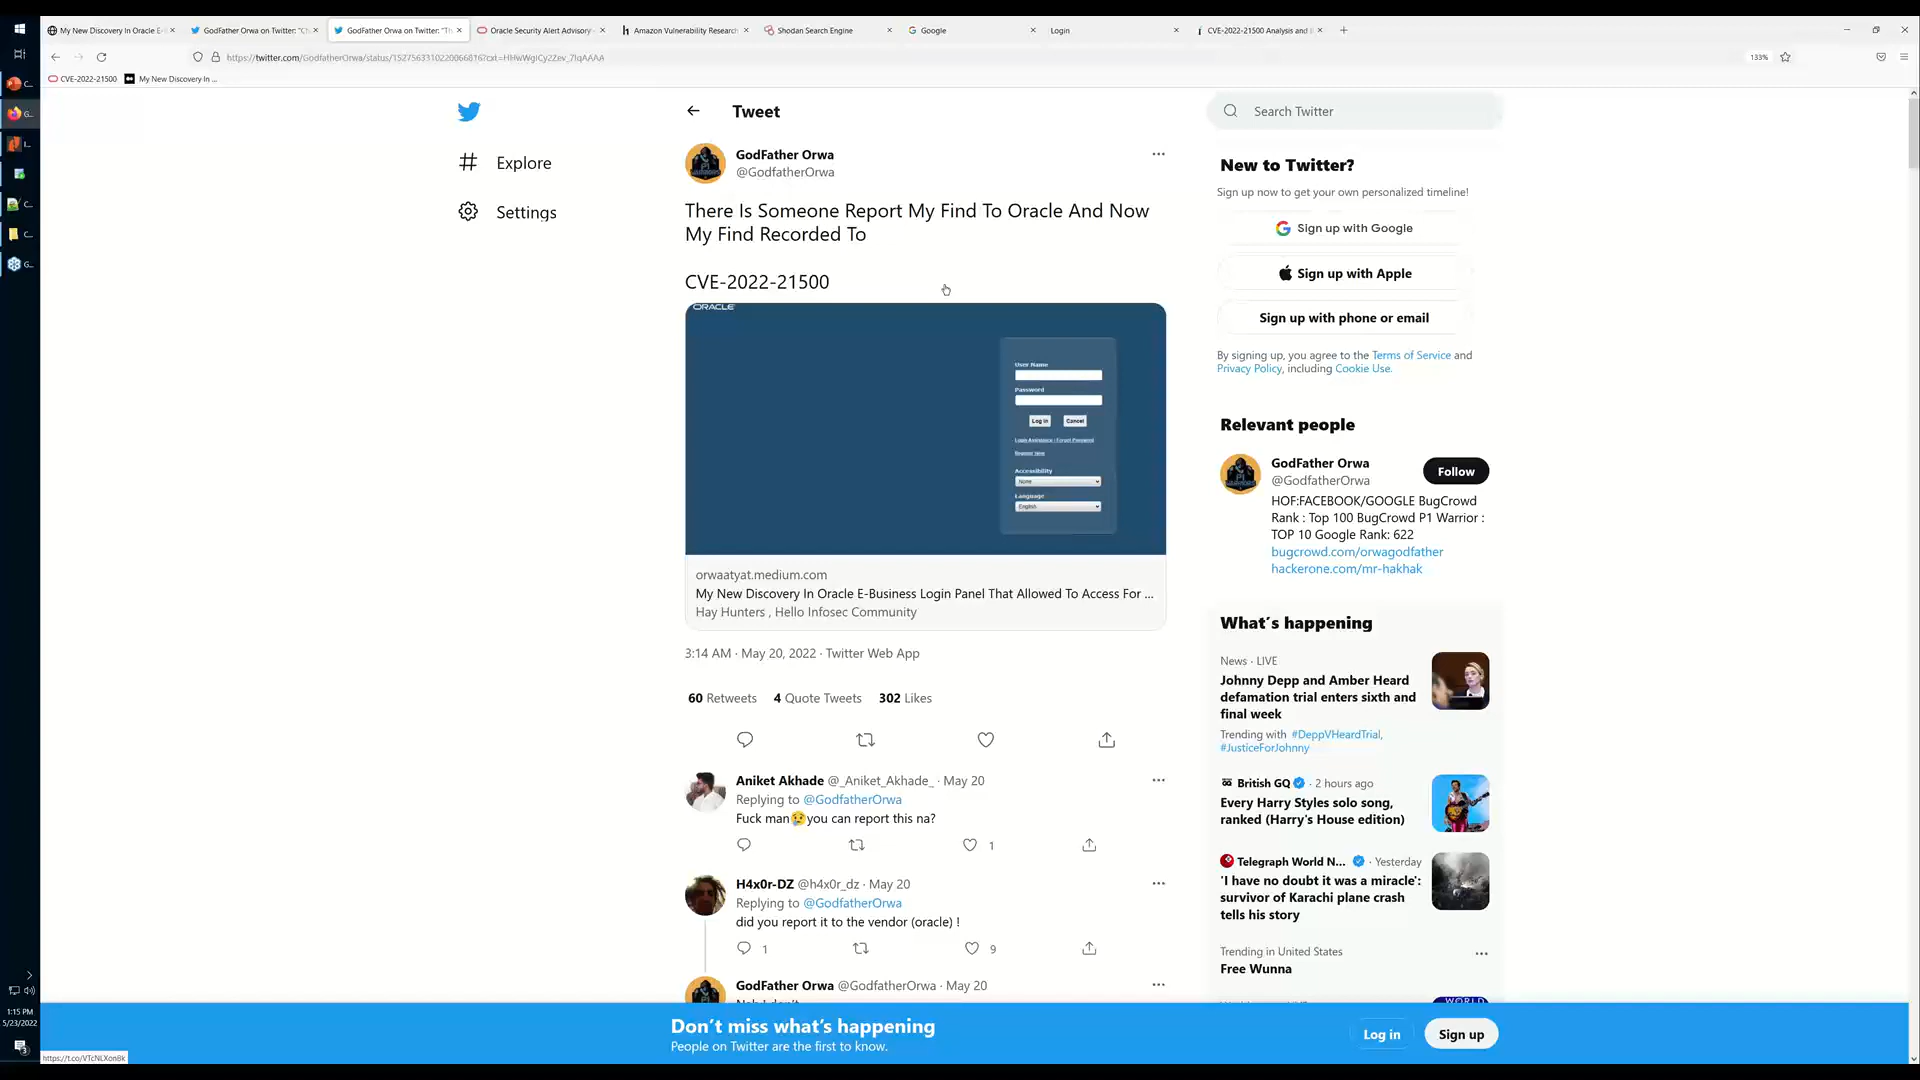 My New Discovery In Oracle E-
GodFather Orwa on Twitter: "
GodFather Orwa on Twitter: "Th
Oracle Security Alert Advisory -
Amazon Vulnerability Research
Shodan Search Engine
Google
Login
CVE-2022-21500 Analysis and
133%
CVE-2022-21500
My New Discovery In ...
Tweet
Search Twitter
Explore
Settings
GodFather Orwa
@GodfatherOrwa
There Is Someone Report My Find To Oracle And Now
My Find Recorded To
CVE-2022-21500
ORACLE
User Name
Password
Log In
Cancel
Login Assistance | Forgot Password
Register Now
Accessibility
None
Language
English
orwaatyat.medium.com
My New Discovery In Oracle E-Business Login Panel That Allowed To Access For ...
Hay Hunters , Hello Infosec Community
3:14 AM · May 20, 2022 · Twitter Web App
60 Retweets 4 Quote Tweets 302 Likes
Aniket Akhade @_Aniket_Akhade_ · May 20
Replying to @GodfatherOrwa
Fuck man😢you can report this na?
1
H4x0r-DZ @h4x0r_dz · May 20
Replying to @GodfatherOrwa
did you report it to the vendor (oracle) !
1 9
GodFather Orwa @GodfatherOrwa · May 20
New to Twitter?
Sign up now to get your own personalized timeline!
Sign up with Google
Sign up with Apple
Sign up with phone or email
By signing up, you agree to the Terms of Service and
Privacy Policy, including Cookie Use.
Relevant people
GodFather Orwa
@GodfatherOrwa
Follow
HOF:FACEBOOK/GOOGLE BugCrowd
Rank : Top 100 BugCrowd P1 Warrior :
TOP 10 Google Rank: 622
bugcrowd.com/orwagodfather
hackerone.com/mr-hakhak
What's happening
News · LIVE
Johnny Depp and Amber Heard
defamation trial enters sixth and
final week
Trending with #DeppVHeardTrial,
#JusticeForJohnny
British GQ · 2 hours ago
Every Harry Styles solo song,
ranked (Harry's House edition)
Telegraph World N... · Yesterday
'I have no doubt it was a miracle':
survivor of Karachi plane crash
tells his story
Trending in United States
Free Wunna
WORLD
Don't miss what's happening
People on Twitter are the first to know.
Log in
Sign up
1:15 PM
5/23/2022
3